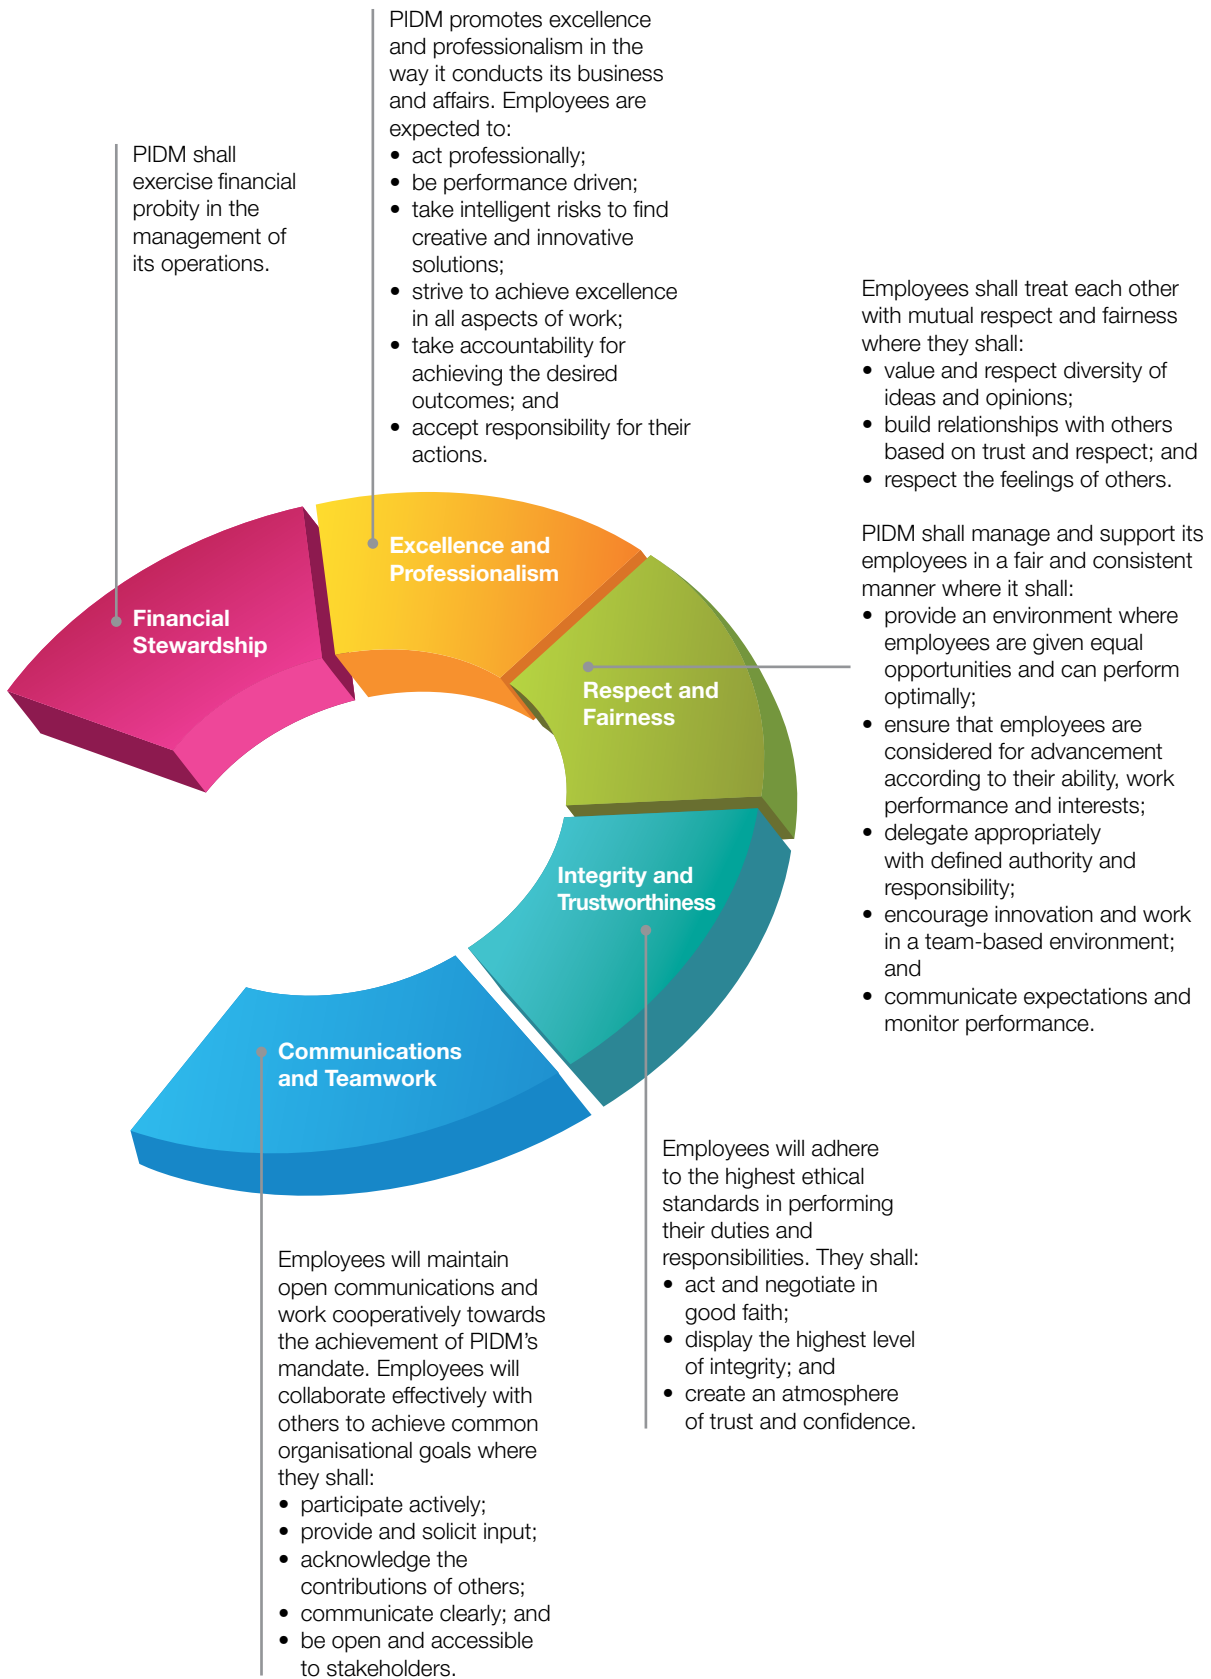 PIDM promotes excellence
and professionalism in the
way it conducts its business
and affairs. Employees are
expected to:
• act professionally;
• be performance driven;
• take intelligent risks to find
creative and innovative
solutions;
• strive to achieve excellence
in all aspects of work;
• take accountability for
achieving the desired
outcomes; and
• accept responsibility for their
actions.
PIDM shall
exercise financial
probity in the
management of
its operations.
Employees shall treat each other
with mutual respect and fairness
where they shall:
• value and respect diversity of
ideas and opinions;
• build relationships with others
based on trust and respect; and
• respect the feelings of others.
PIDM shall manage and support its
employees in a fair and consistent
manner where it shall:
• provide an environment where
employees are given equal
opportunities and can perform
optimally;
• ensure that employees are
considered for advancement
according to their ability, work
performance and interests;
• delegate appropriately
with defined authority and
responsibility;
• encourage innovation and work
in a team-based environment;
and
• communicate expectations and
monitor performance.
Excellence and
Professionalism
Financial
Stewardship
Respect and
Fairness
Integrity and
Trustworthiness
Communications
and Teamwork
Employees will adhere
to the highest ethical
standards in performing
their duties and
responsibilities. They shall:
• act and negotiate in
good faith;
• display the highest level
of integrity; and
• create an atmosphere
of trust and confidence.
Employees will maintain
open communications and
work cooperatively towards
the achievement of PIDM’s
mandate. Employees will
collaborate effectively with
others to achieve common
organisational goals where
they shall:
• participate actively;
• provide and solicit input;
• acknowledge the
contributions of others;
• communicate clearly; and
• be open and accessible
to stakeholders.